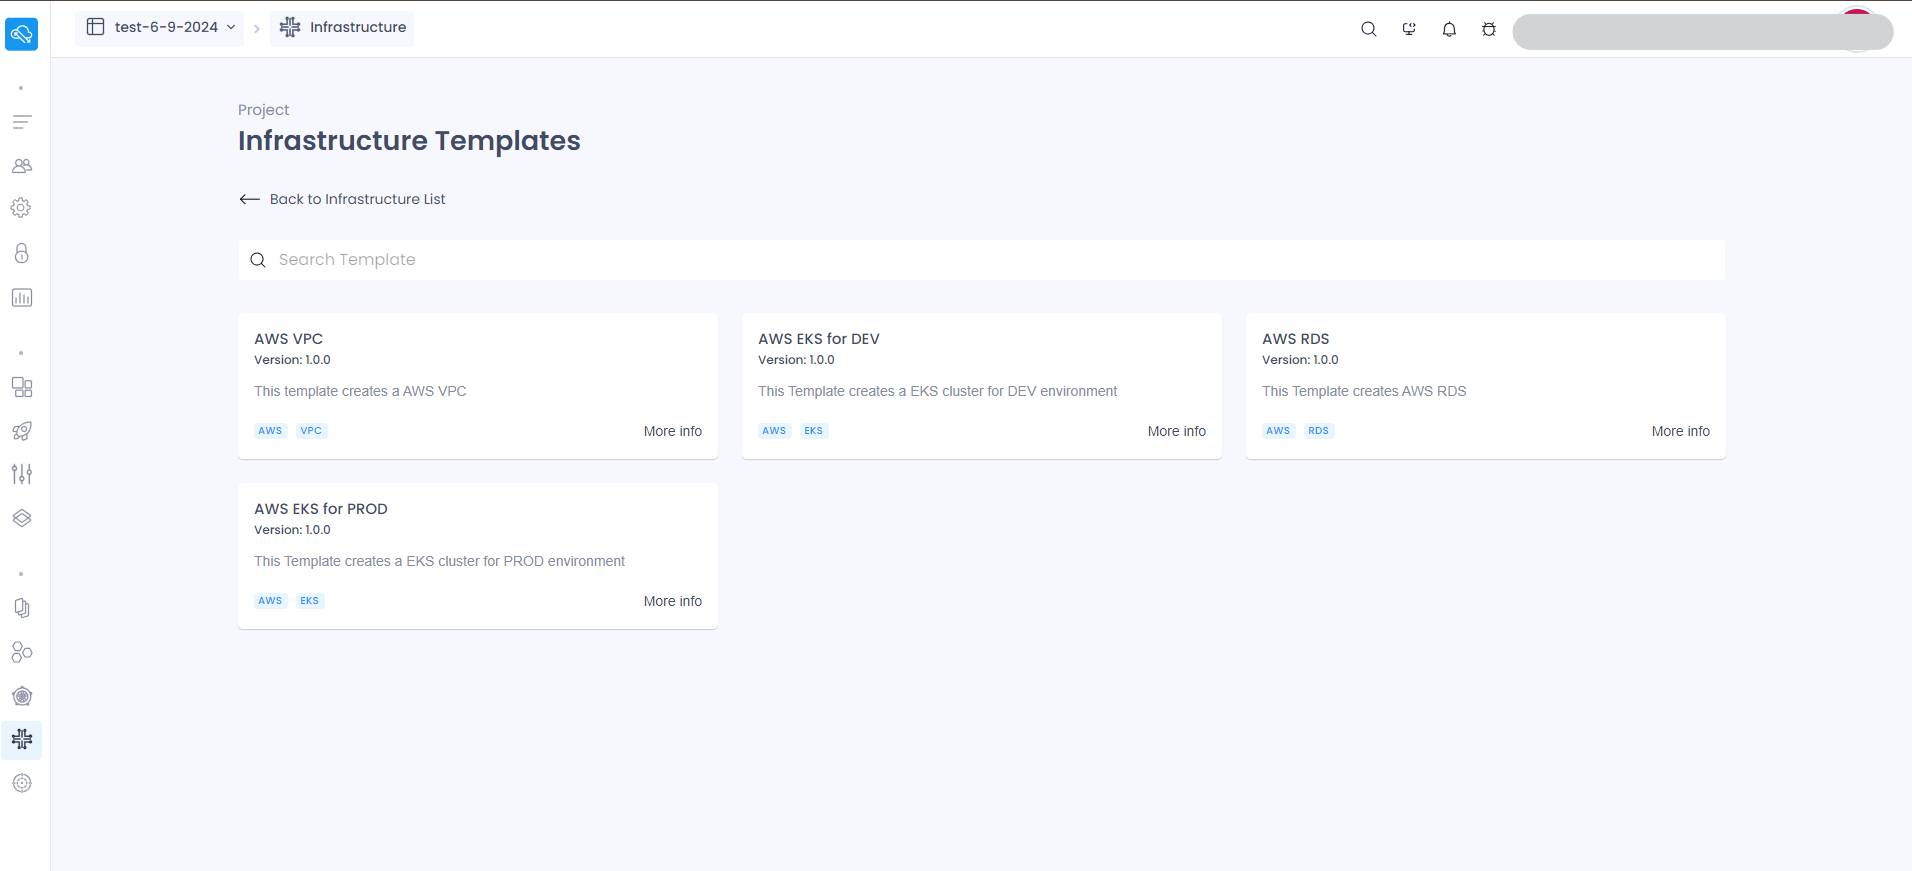 test-6-9-2024
Infrastructure
Project
Infrastructure Templates
Back to Infrastructure List
Search Template
AWS VPC
Version: 1.0.0
This template creates a AWS VPC
AWS VPC More info
AWS EKS for DEV
Version: 1.0.0
This Template creates a EKS cluster for DEV environment
AWS EKS More info
AWS RDS
Version: 1.0.0
This Template creates AWS RDS
AWS RDS More info
AWS EKS for PROD
Version: 1.0.0
This Template creates a EKS cluster for PROD environment
AWS EKS More info